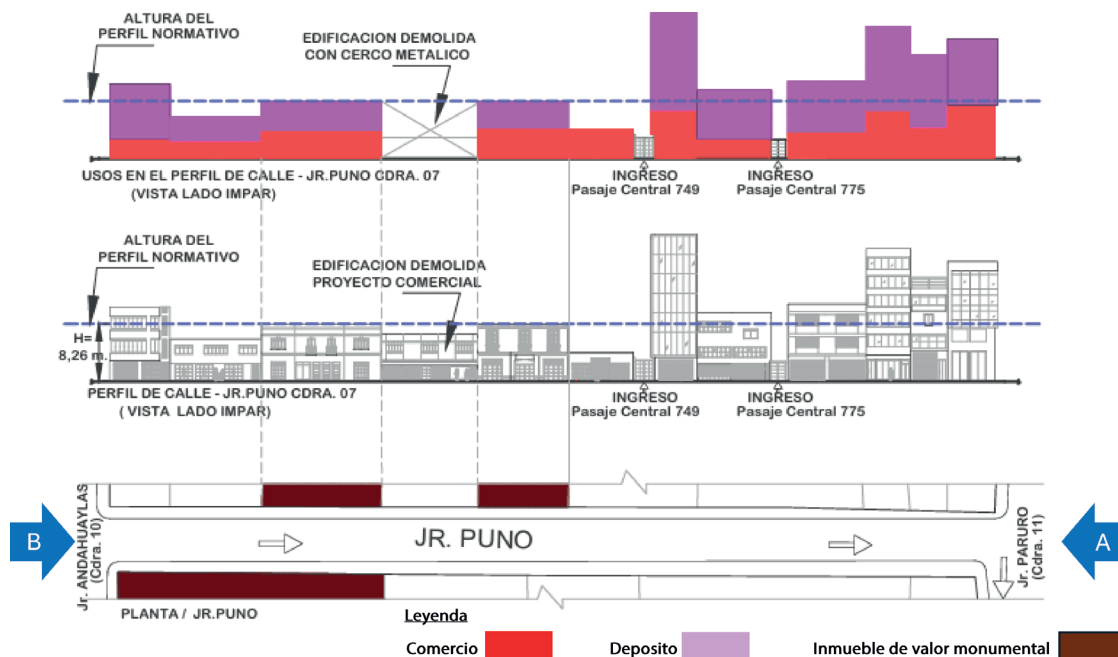 ALTURA DEL
PERFIL NORMATIVO
EDIFICACION DEMOLIDA
CON CERCO METALICO
USOS EN EL PERFIL DE CALLE - JR.PUNO CDRA. 07
(VISTA LADO IMPAR)
INGRESO
Pasaje Central 749
INGRESO
Pasaje Central 775
ALTURA DEL
PERFIL NORMATIVO
EDIFICACION DEMOLIDA
PROYECTO COMERCIAL
H=
8,26 m.
PERFIL DE CALLE - JR.PUNO CDRA. 07
( VISTA LADO IMPAR)
INGRESO
Pasaje Central 749
INGRESO
Pasaje Central 775
Jr. ANDAHUAYLAS
(Cdra. 10)
B
JR. PUNO
A
Jr. PARURO
(Cdra. 11)
PLANTA / JR.PUNO
Leyenda
Comercio
Deposito
Inmueble de valor monumental